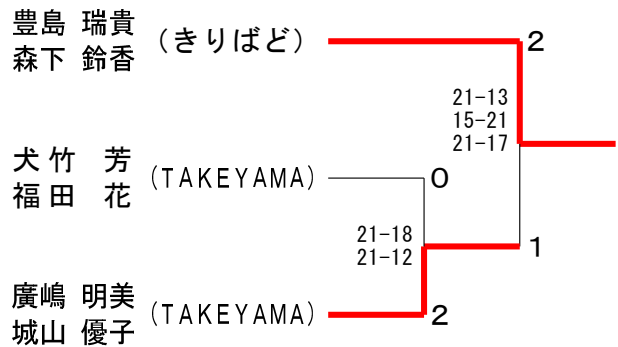 豊島 瑞貴
森下 鈴香
(きりばど)
2
21-13
15-21
21-17
犬竹 芳
福田 花
(TAKEYAMA)
0
21-18
21-12
1
廣嶋 明美
城山 優子
(TAKEYAMA)
2